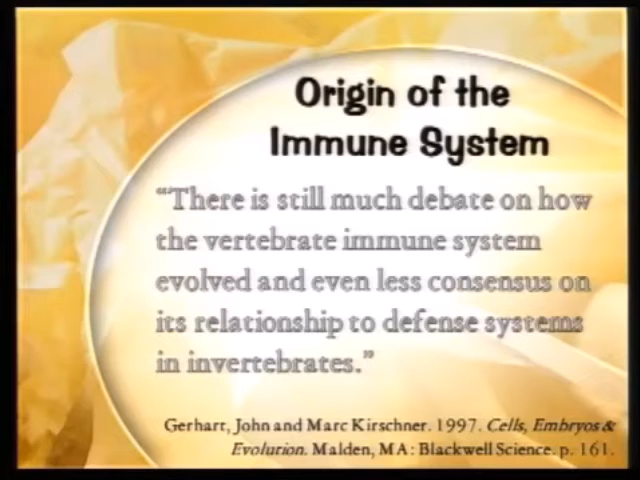 Origin of the
Immune System
“There is still much debate on how
the vertebrate immune system
evolved and even less consensus on
its relationship to defense systems
in invertebrates.”
Gerhart, John and Marc Kirschner. 1997. Cells, Embryos &
Evolution. Malden, MA: Blackwell Science. p. 161.